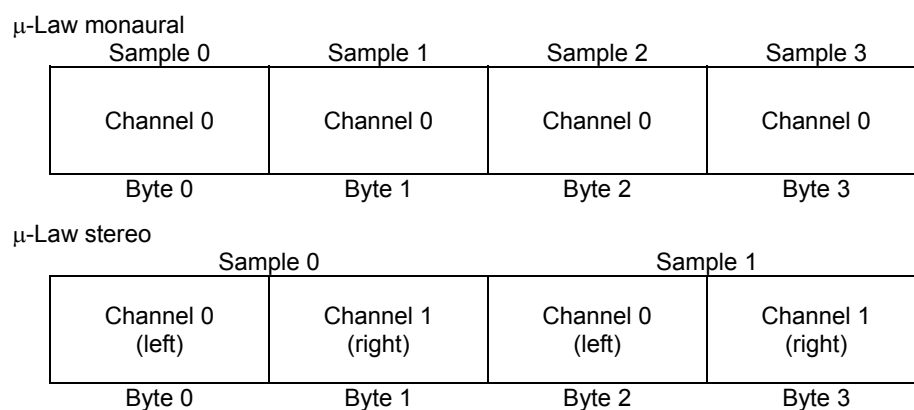 μ-Law monaural
Sample 0 Sample 1 Sample 2 Sample 3
Channel 0 Channel 0 Channel 0 Channel 0
Byte 0 Byte 1 Byte 2 Byte 3
μ-Law stereo
Sample 0 Sample 1
Channel 0 Channel 1 Channel 0 Channel 1
(left) (right) (left) (right)
Byte 0 Byte 1 Byte 2 Byte 3